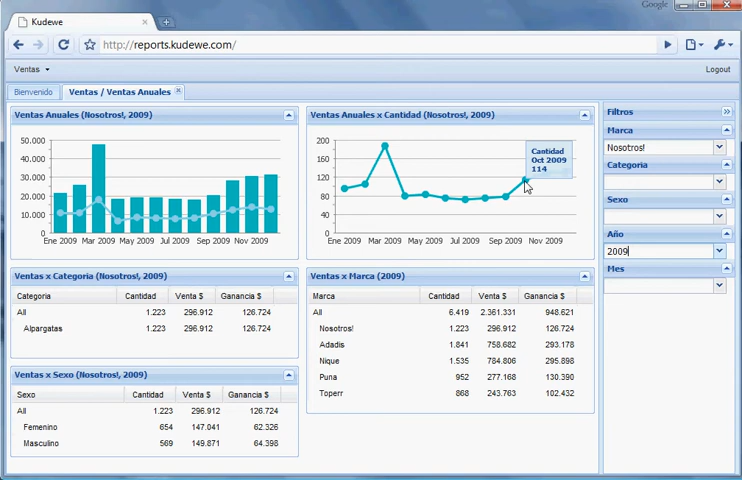 Google
Kudewe
http://reports.kudewe.com/
Ventas
Logout
Bienvenido
Ventas / Ventas Anuales
Ventas Anuales (Nosotros!, 2009)
50.000
40.000
30.000
20.000
10.000
0
Ene 2009 Mar 2009 May 2009 Jul 2009 Sep 2009 Nov 2009
Ventas Anuales x Cantidad (Nosotros!, 2009)
200
160
120
80
40
0
Cantidad
Oct 2009
114
Ene 2009 Mar 2009 May 2009 Jul 2009 Sep 2009 Nov 2009
Ventas x Categoria (Nosotros!, 2009)
Categoria Cantidad Venta $ Ganancia $
All 1.223 296.912 126.724
Alpargatas 1.223 296.912 126.724
Ventas x Sexo (Nosotros!, 2009)
Sexo Cantidad Venta $ Ganancia $
All 1.223 296.912 126.724
Femenino 654 147.041 62.326
Masculino 569 149.871 64.398
Ventas x Marca (2009)
Marca Cantidad Venta $ Ganancia $
All 6.419 2.361.331 948.621
Nosotros! 1.223 296.912 126.724
Adadis 1.841 758.682 293.178
Nique 1.535 784.806 295.898
Puna 952 277.168 130.390
Toperr 868 243.763 102.432
Filtros
Marca
Nosotros!
Categoria
Sexo
Año
2009
Mes